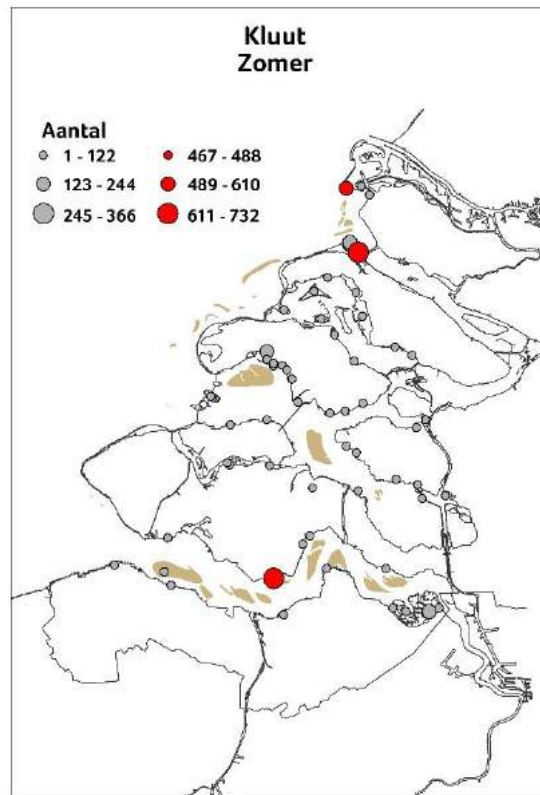 Kluut
Zomer
Aantal
1 - 122 467 - 488
123 - 244 489 - 610
245 - 366 611 - 732